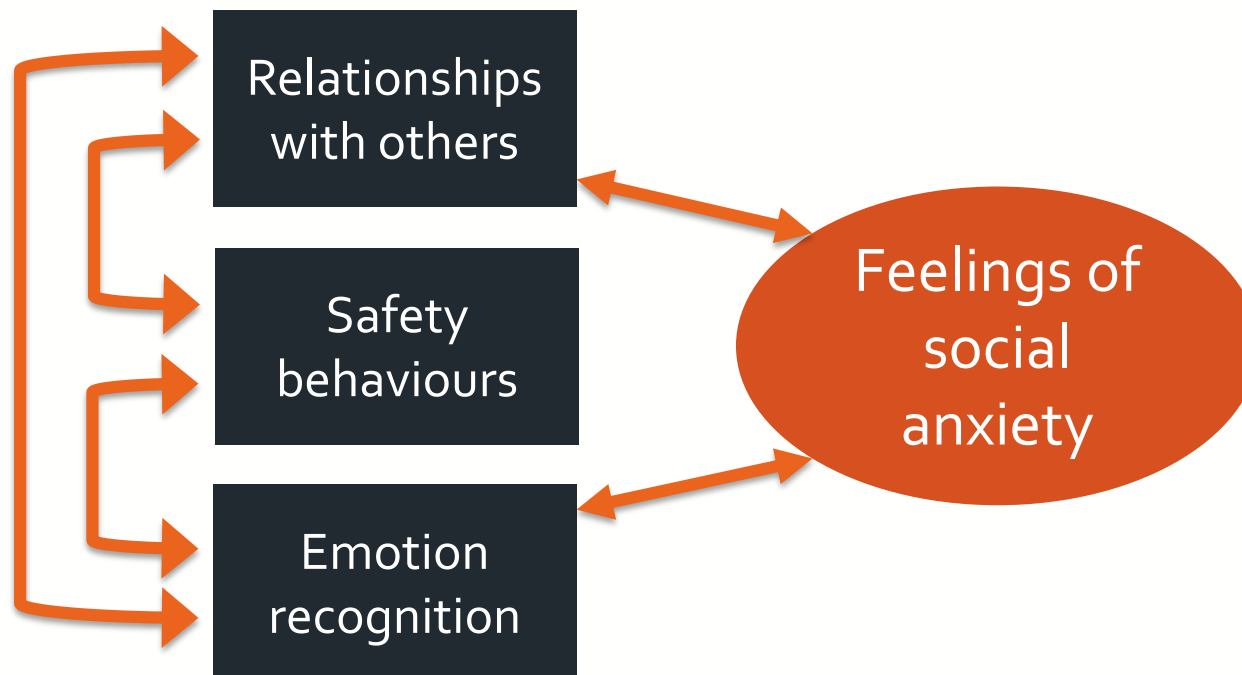 Relationships
with others
Safety
behaviours
Emotion
recognition
Feelings of
social
anxiety